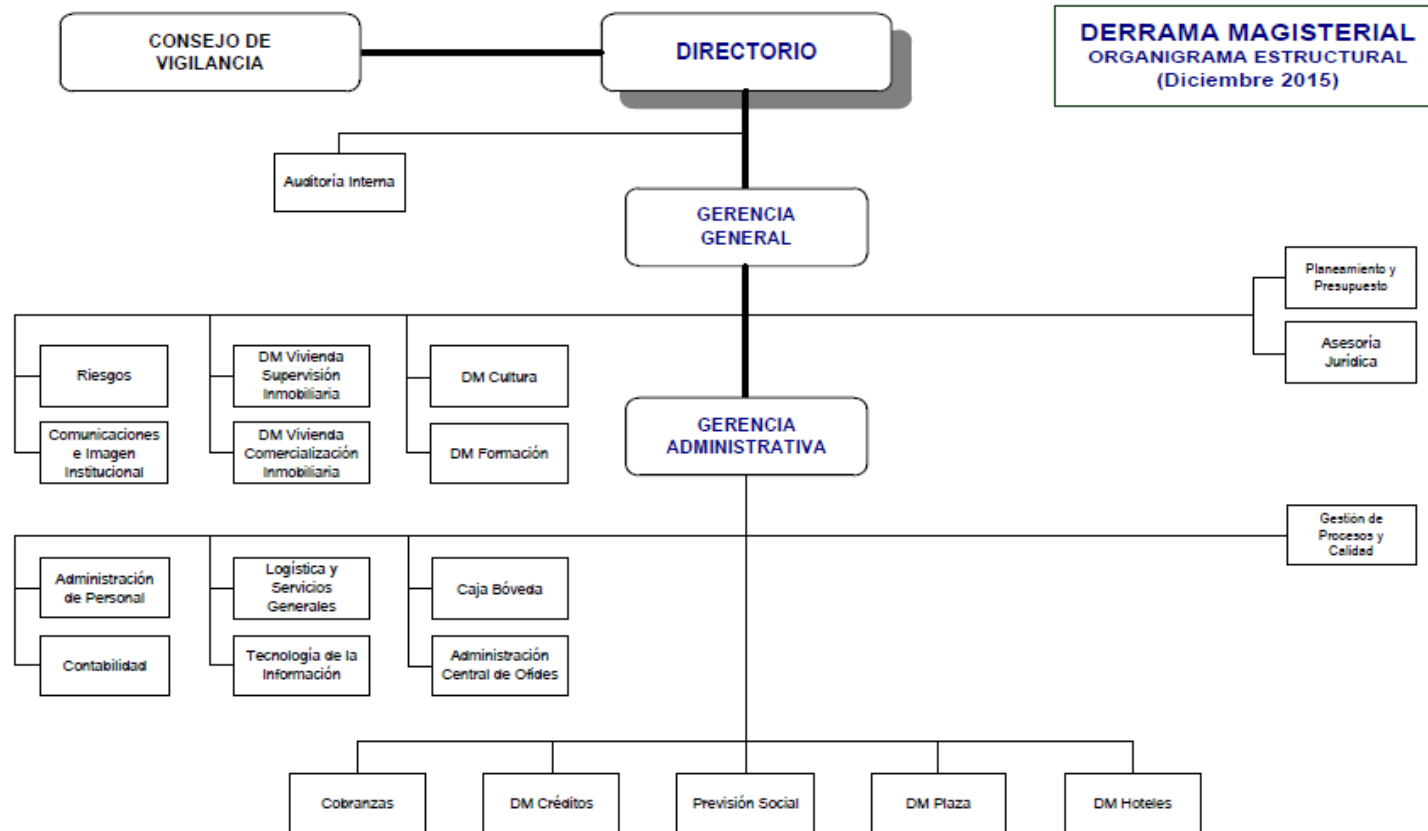 CONSEJO DE
VIGILANCIA
DIRECTORIO
DERRAMA MAGISTERIAL
ORGANIGRAMA ESTRUCTURAL
(Diciembre 2015)
Auditoría Interna
GERENCIA
GENERAL
Planeamiento y
Presupuesto
Asesoría
Jurídica
Riesgos
DM Vivienda
Supervisión
Inmobiliaria
DM Cultura
Comunicaciones
e Imagen
Institucional
DM Vivienda
Comercialización
Inmobiliaria
DM Formación
GERENCIA
ADMINISTRATIVA
Gestión de
Procesos y
Calidad
Administración
de Personal
Logística y
Servicios
Generales
Caja Bóveda
Contabilidad
Tecnología de la
Información
Administración
Central de Ofides
Cobranzas
DM Créditos
Previsión Social
DM Plaza
DM Hoteles